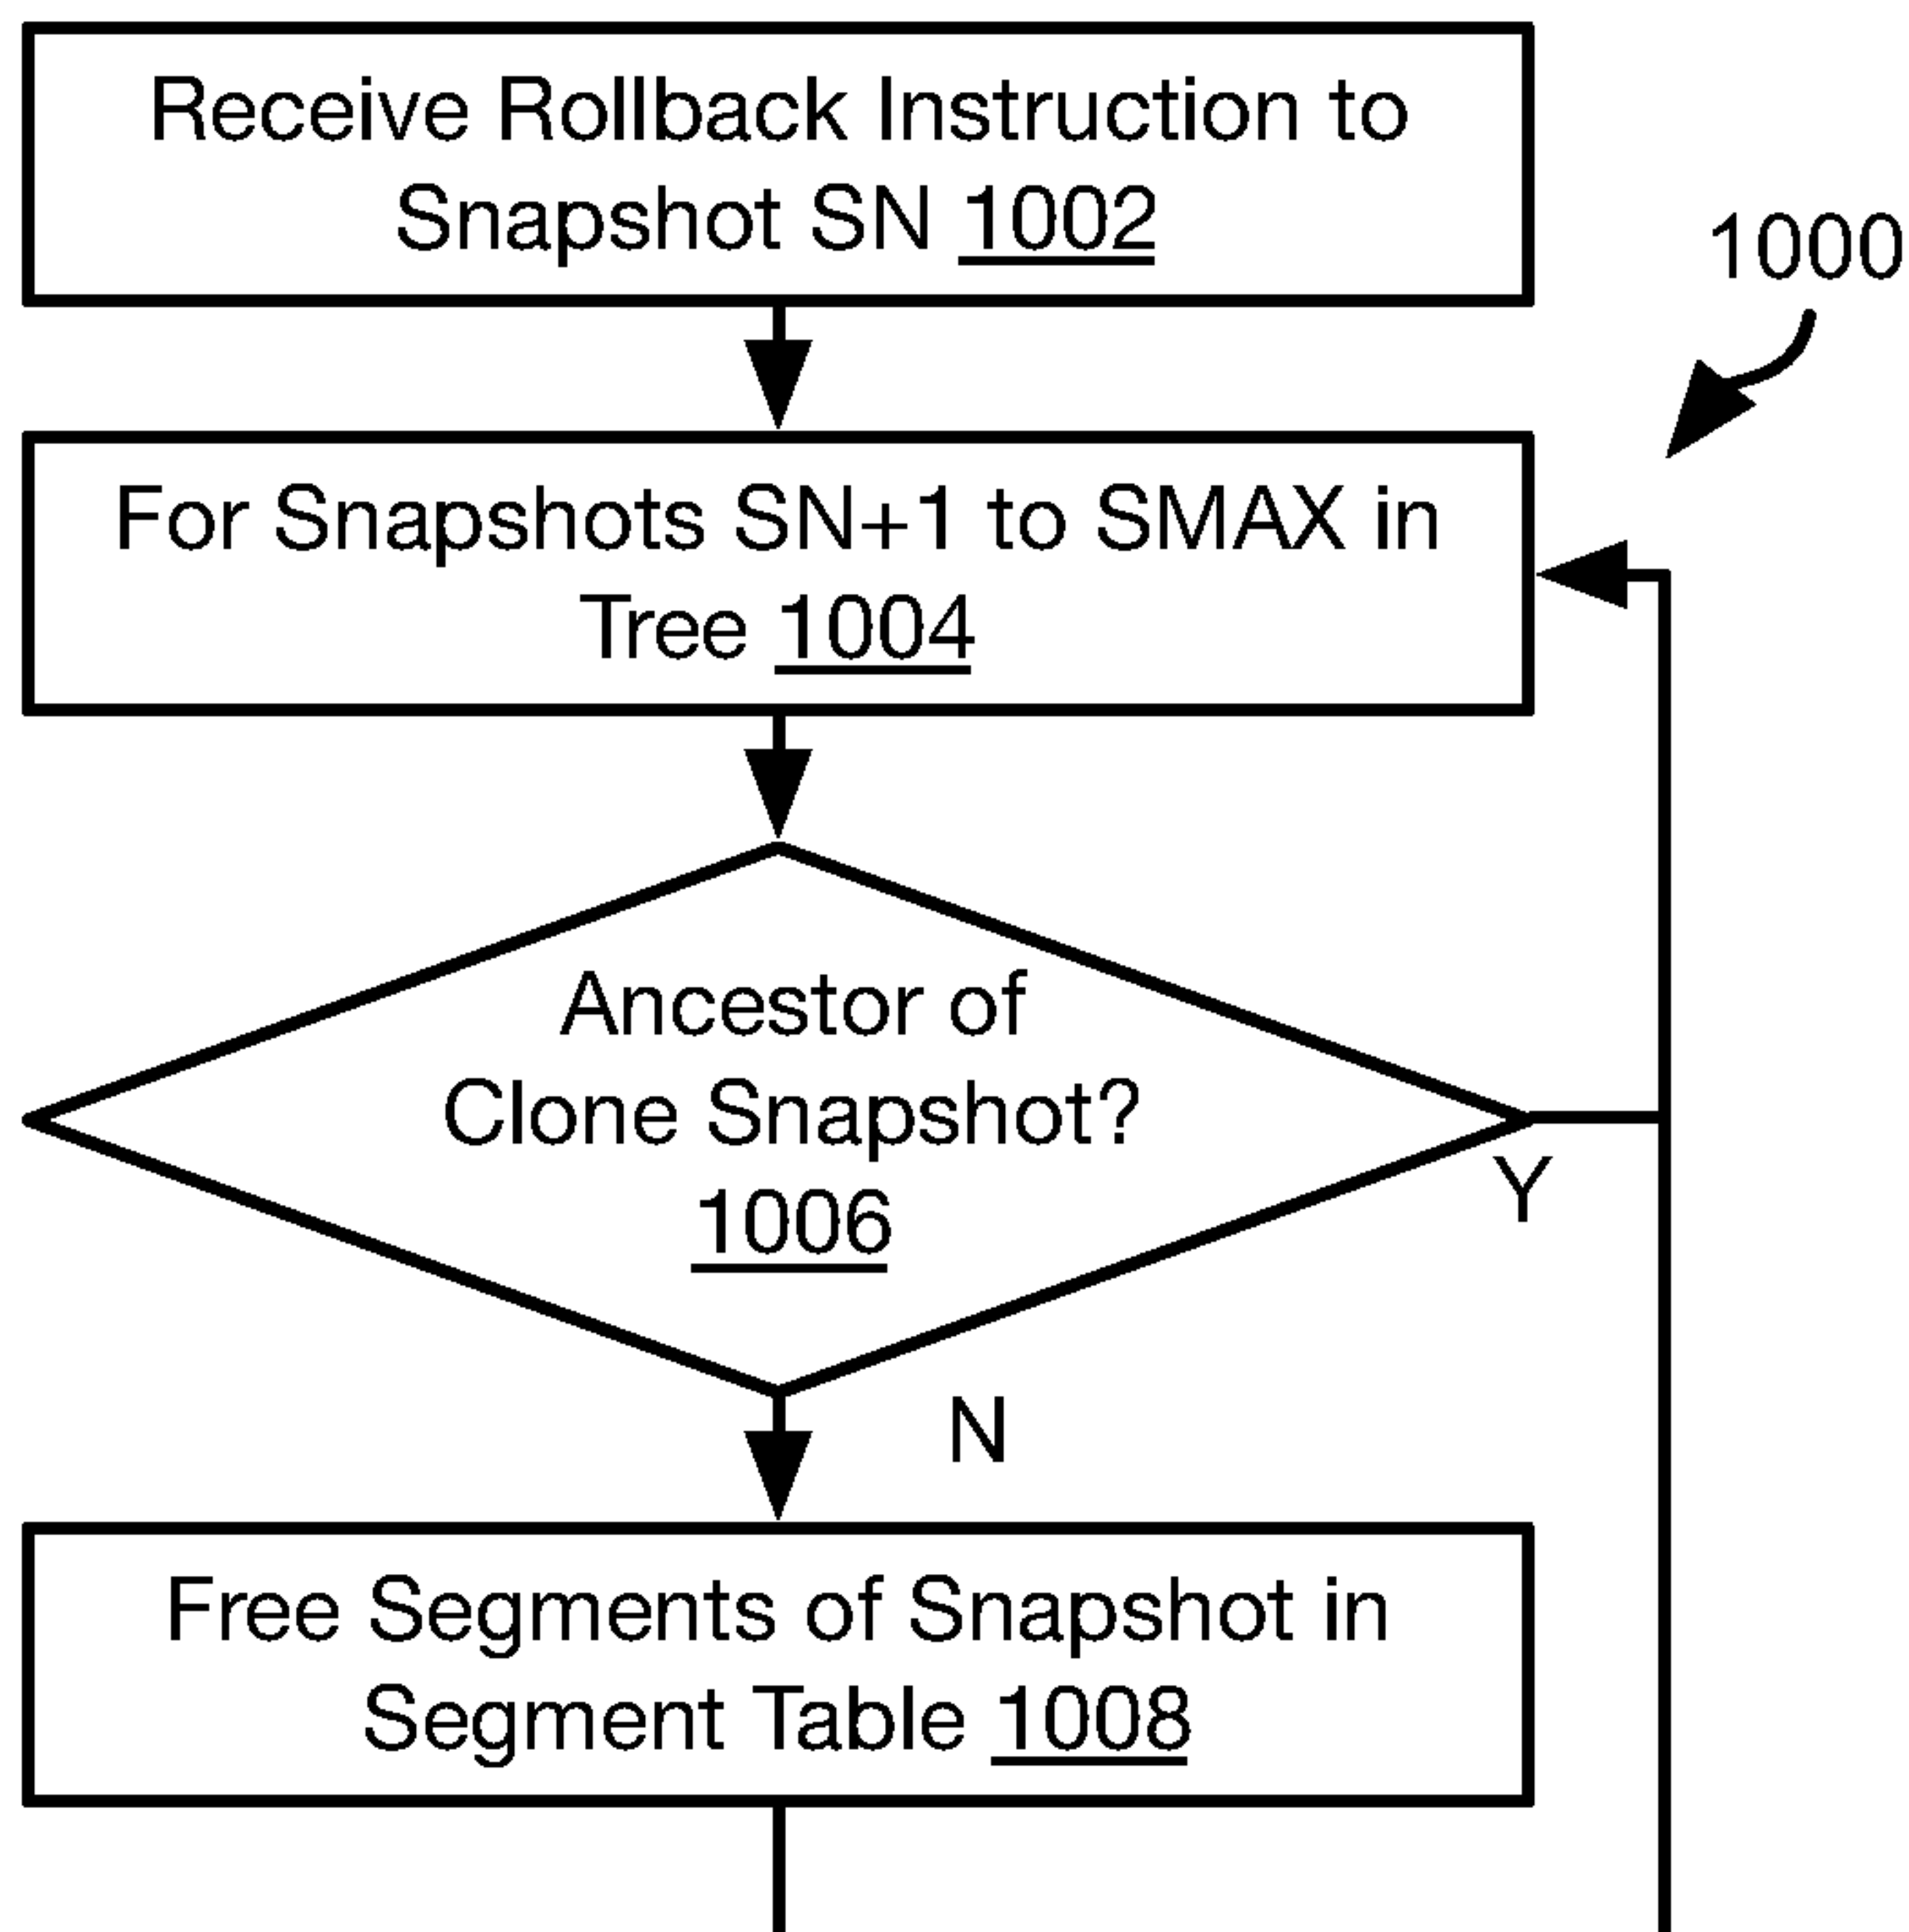 Receive Rollback Instruction to
Snapshot SN 1002
1000
For Snapshots SN+1 to SMAX in
Tree 1004
Ancestor of
Clone Snapshot?
1006
Y
N
Free Segments of Snapshot in
Segment Table 1008